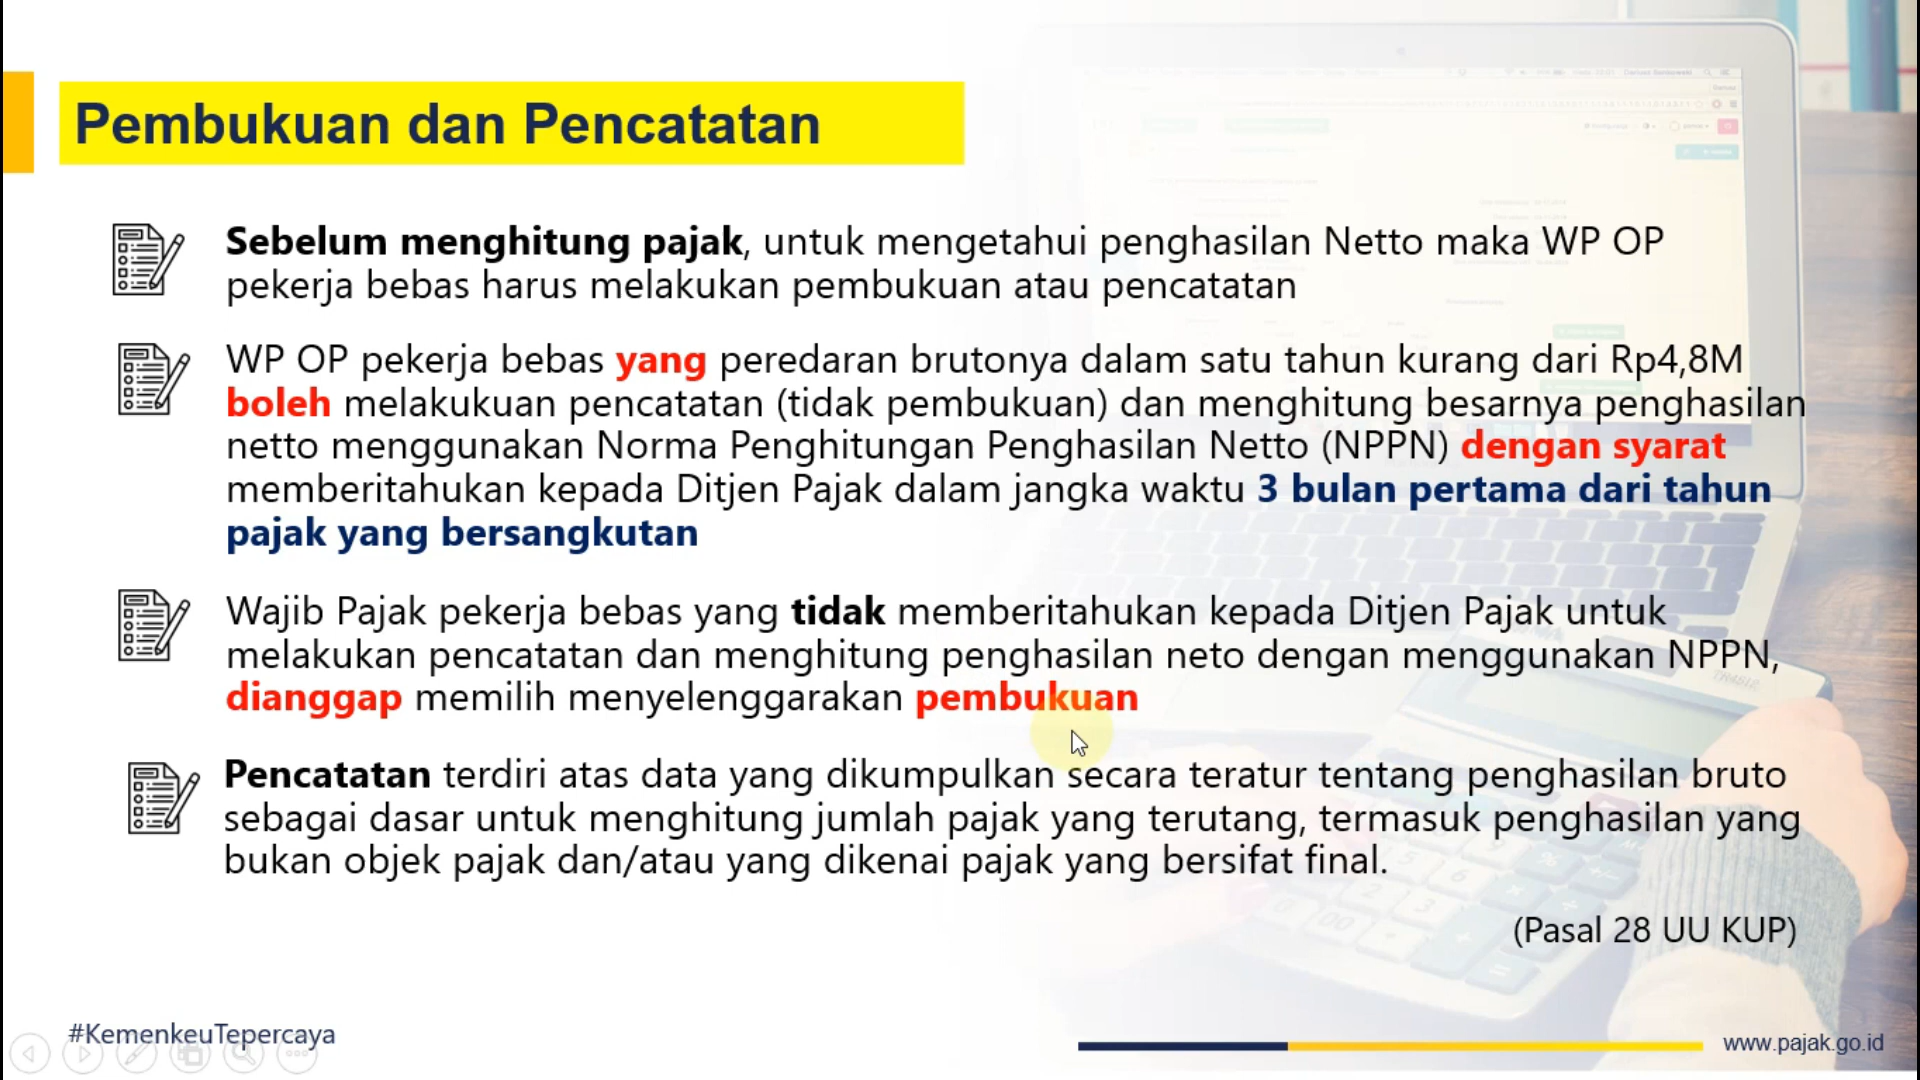 Pembukuan dan Pencatatan
Sebelum menghitung pajak, untuk mengetahui penghasilan Netto maka WP OP
pekerja bebas harus melakukan pembukuan atau pencatatan
WP OP pekerja bebas yang peredaran brutonya dalam satu tahun kurang dari Rp4,8M
boleh melakukuan pencatatan (tidak pembukuan) dan menghitung besarnya penghasilan
netto menggunakan Norma Penghitungan Penghasilan Netto (NPPN) dengan syarat
memberitahukan kepada Ditjen Pajak dalam jangka waktu 3 bulan pertama dari tahun
pajak yang bersangkutan
Wajib Pajak pekerja bebas yang tidak memberitahukan kepada Ditjen Pajak untuk
melakukan pencatatan dan menghitung penghasilan neto dengan menggunakan NPPN,
dianggap memilih menyelenggarakan pembukuan
Pencatatan terdiri atas data yang dikumpulkan secara teratur tentang penghasilan bruto
sebagai dasar untuk menghitung jumlah pajak yang terutang, termasuk penghasilan yang
bukan objek pajak dan/atau yang dikenai pajak yang bersifat final.
(Pasal 28 UU KUP)
#KemenkeuTepercaya
www.pajak.go.id